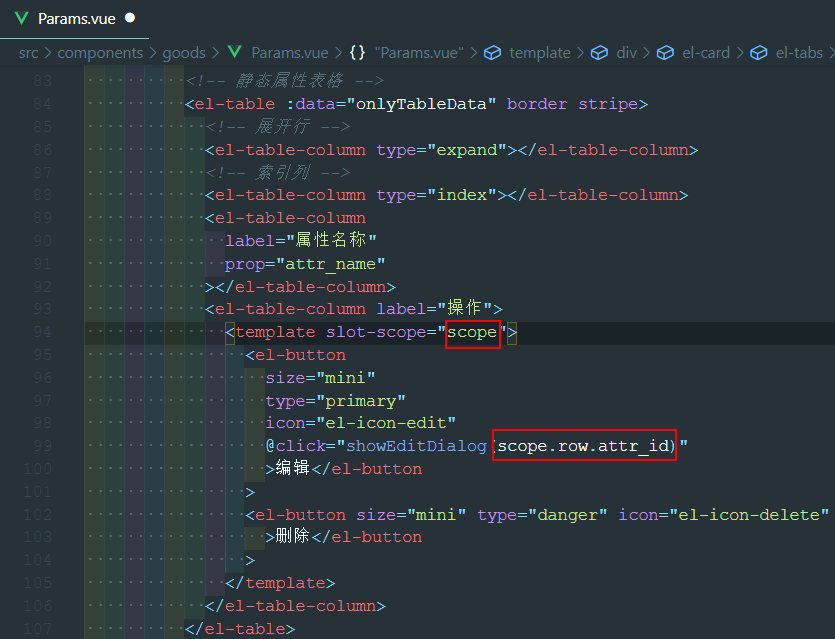 Params.vue
src > components > goods > Params.vue > {} "Params.vue" > template > div > el-card > el-tabs >
83 <!-- 静态属性表格 -->
84 <el-table :data="onlyTableData" border stripe>
85 <!-- 展开行 -->
86 <el-table-column type="expand"></el-table-column>
87 <!-- 索引列 -->
88 <el-table-column type="index"></el-table-column>
89 <el-table-column
90 label="属性名称"
91 prop="attr_name"
92 ></el-table-column>
93 <el-table-column label="操作">
94 <template slot-scope="scope">
95 <el-button
96 size="mini"
97 type="primary"
98 icon="el-icon-edit"
99 @click="showEditDialog(scope.row.attr_id)"
100 >编辑</el-button
101 >
102 <el-button size="mini" type="danger" icon="el-icon-delete"
103 >删除</el-button
104 >
105 </template>
106 </el-table-column>
107 </el-table>